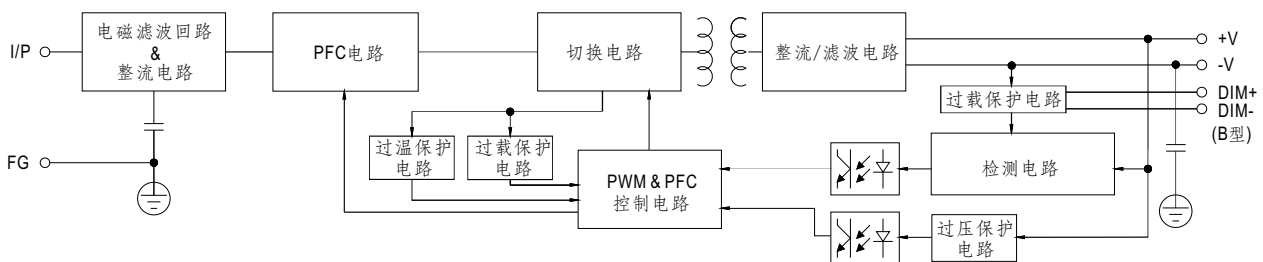 I/P
电磁滤波回路
&
整流电路
PFC电路
切换电路
整流/滤波电路
+V
-V
过载保护电路
DIM+
DIM-
(B型)
过温保护
电路
过载保护
电路
FG
PWM & PFC
控制电路
检测电路
过压保护
电路